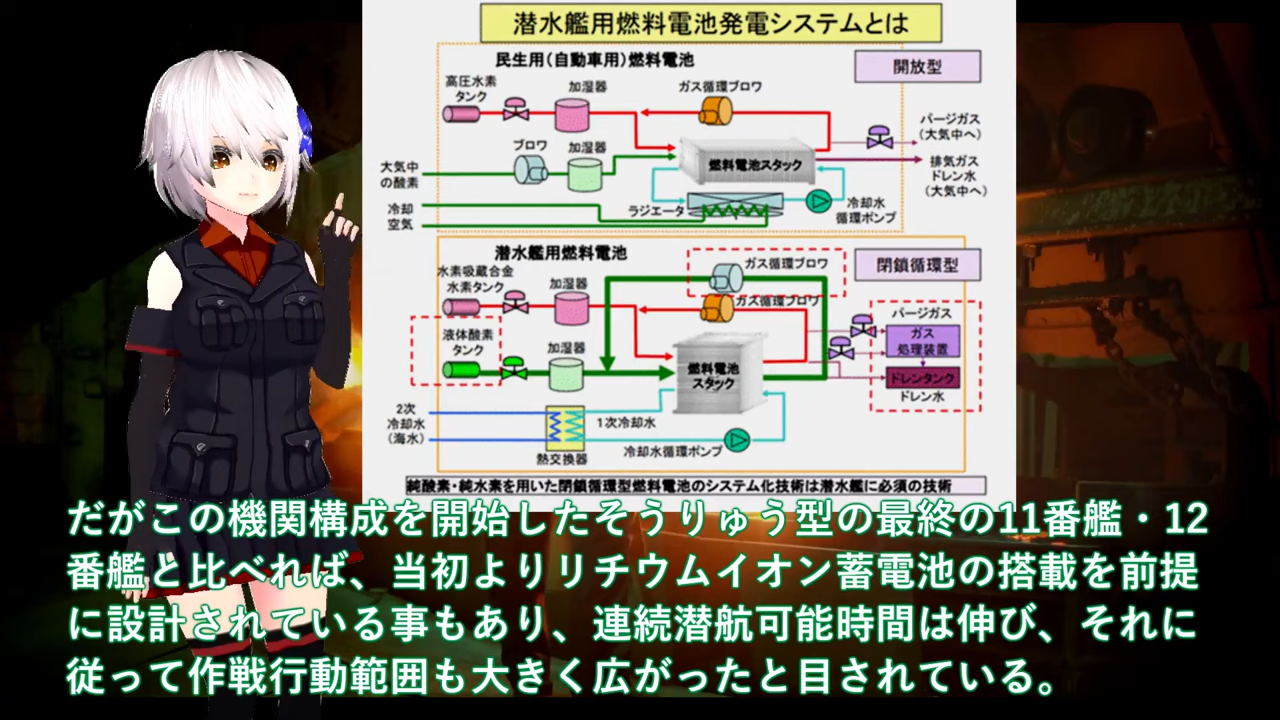 潜水艦用燃料電池発電システムとは
民生用(自動車用)燃料電池
開放型
高圧水素
タンク
加湿器
ガス循環ブロワ
パージガス
(大気中へ)
ブロワ
加湿器
燃料電池スタック
大気中
の酸素
排気ガス
ドレン水
(大気中へ)
冷却
空気
ラジエータ
冷却水
循環ポンプ
潜水艦用燃料電池
閉鎖循環型
水素吸蔵合金
水素タンク
加湿器
ガス循環ブロワ
ガス循環ブロワ
パージガス
ガス
処理装置
液体酸素
タンク
加湿器
燃料電池
スタック
ドレンタンク
ドレン水
2次
冷却水
(海水)
1次冷却水
冷却水循環ポンプ
熱交換器
純酸素・純水素を用いた閉鎖循環型燃料電池のシステム化技術は潜水艦に必須の技術
だがこの機関構成を開始したそうりゅう型の最終の11番艦・12
番艦と比べれば、当初よりリチウムイオン蓄電池の搭載を前提
に設計されている事もあり、連続潜航可能時間は伸び、それに
従って作戦行動範囲も大きく広がったと目されている。